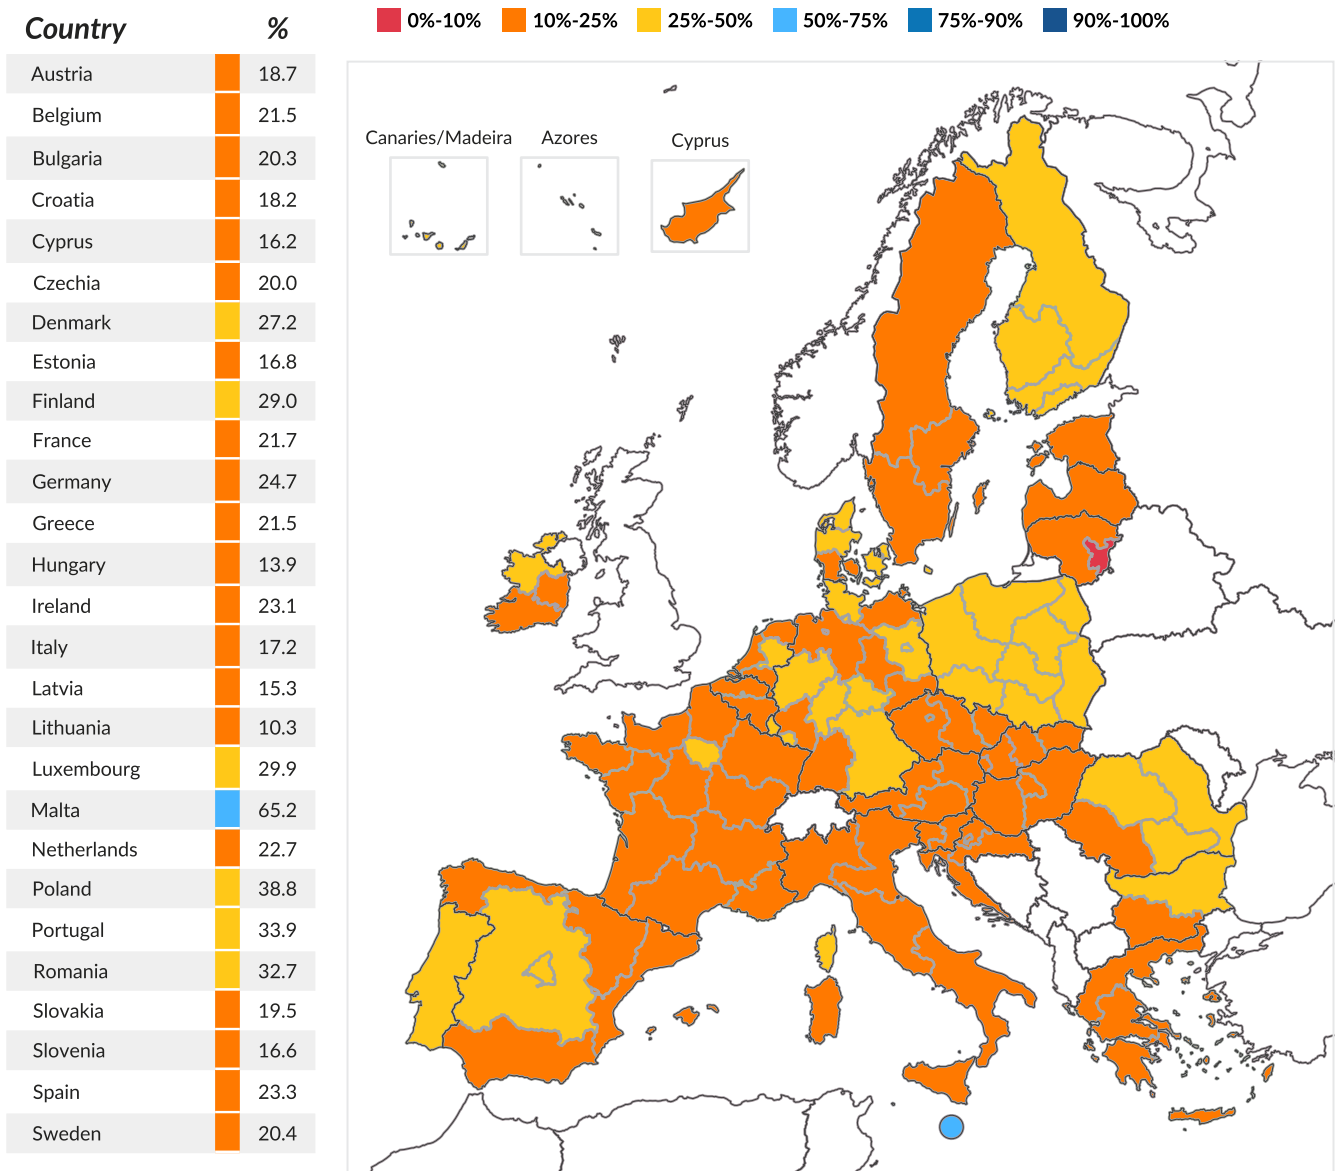 Country %
0%-10% 10%-25% 25%-50% 50%-75% 75%-90% 90%-100%
Austria 18.7
Belgium 21.5
Bulgaria 20.3
Croatia 18.2
Cyprus 16.2
Czechia 20.0
Denmark 27.2
Estonia 16.8
Finland 29.0
France 21.7
Germany 24.7
Greece 21.5
Hungary 13.9
Ireland 23.1
Italy 17.2
Latvia 15.3
Lithuania 10.3
Luxembourg 29.9
Malta 65.2
Netherlands 22.7
Poland 38.8
Portugal 33.9
Romania 32.7
Slovakia 19.5
Slovenia 16.6
Spain 23.3
Sweden 20.4
Canaries/Madeira
Azores
Cyprus